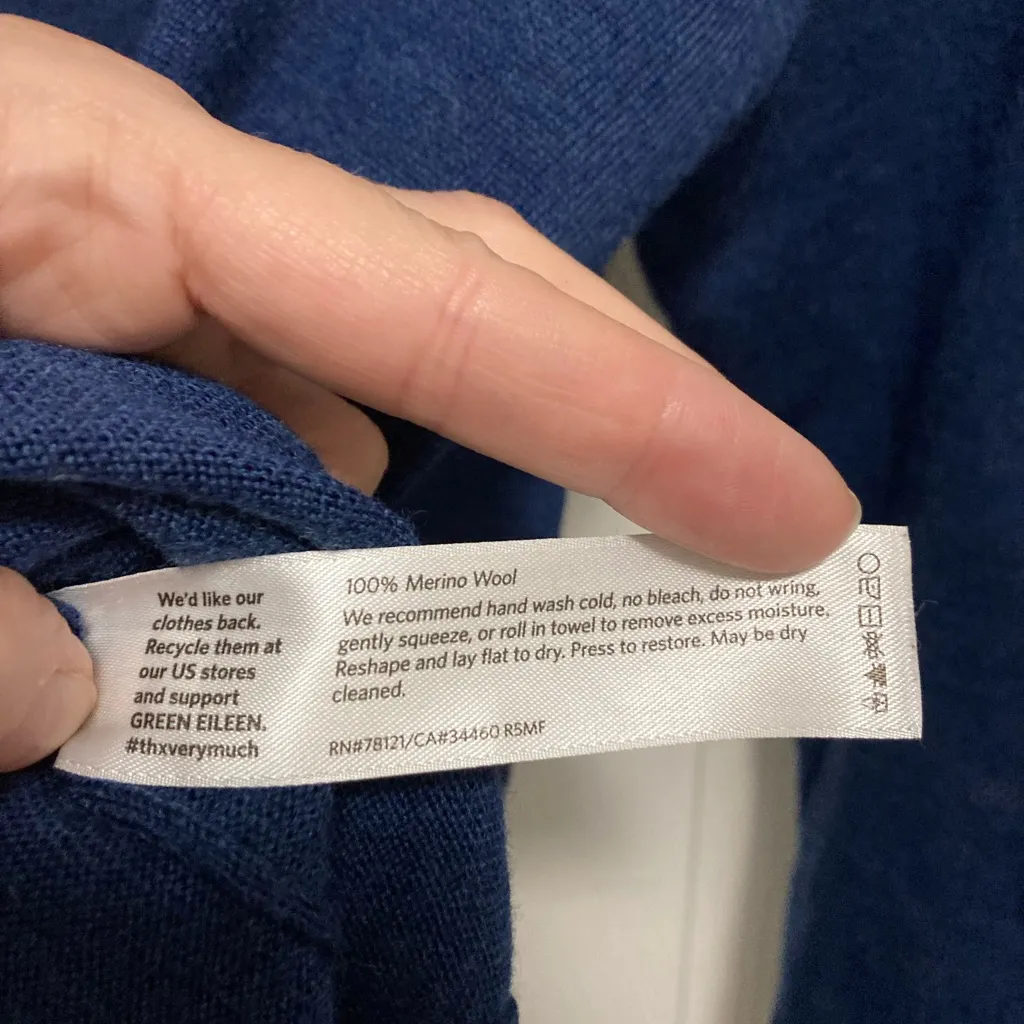 We'd like our
clothes back.
Recycle them at
our US stores
and support
GREEN EILEEN.
#thxverymuch
100% Merino Wool
We recommend hand wash cold, no bleach, do not wring,
gently squeeze, or roll in towel to remove excess moisture.
Reshape and lay flat to dry. Press to restore. May be dry
cleaned.
RN#78121/CA#34460 R5MF